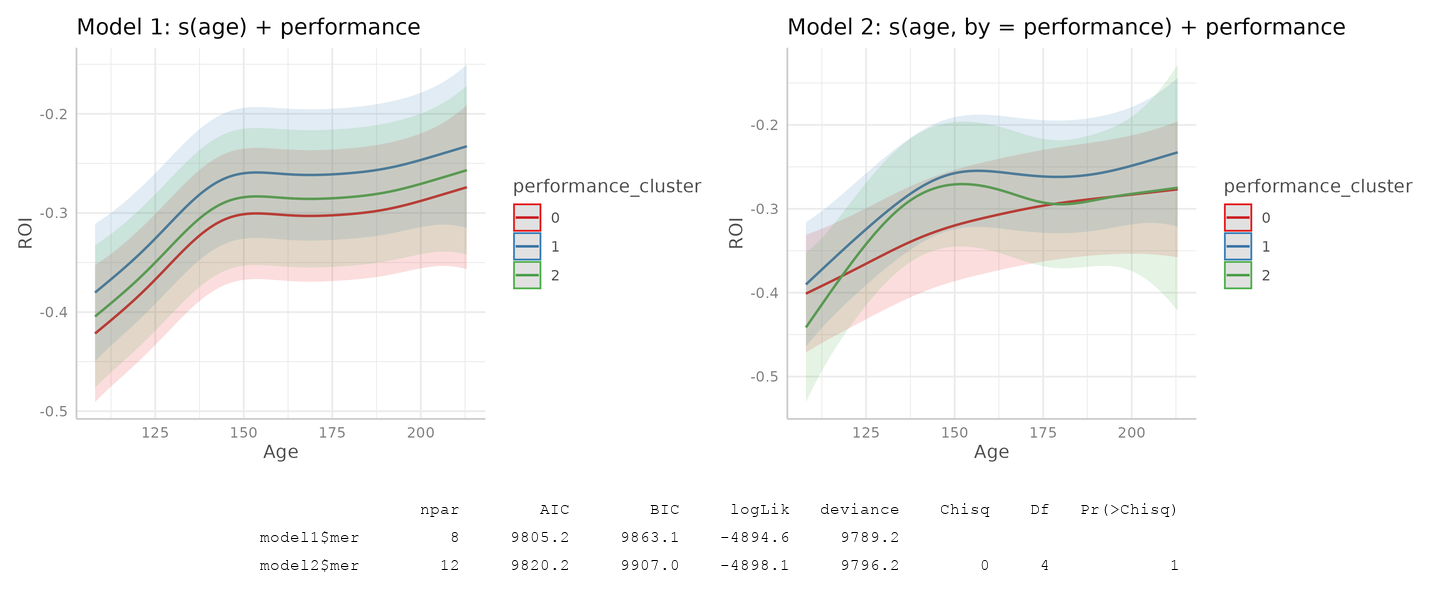 Model 1: s(age) + performance
-0.2
-0.3
-0.4
-0.5
ROI
125 150 175 200
Age
performance_cluster
0
1
2
Model 2: s(age, by = performance) + performance
-0.2
-0.3
-0.4
-0.5
ROI
125 150 175 200
Age
performance_cluster
0
1
2
npar AIC BIC logLik deviance Chisq Df Pr(>Chisq)
model1$mer 8 9805.2 9863.1 -4894.6 9789.2
model2$mer 12 9820.2 9907.0 -4898.1 9796.2 0 4 1